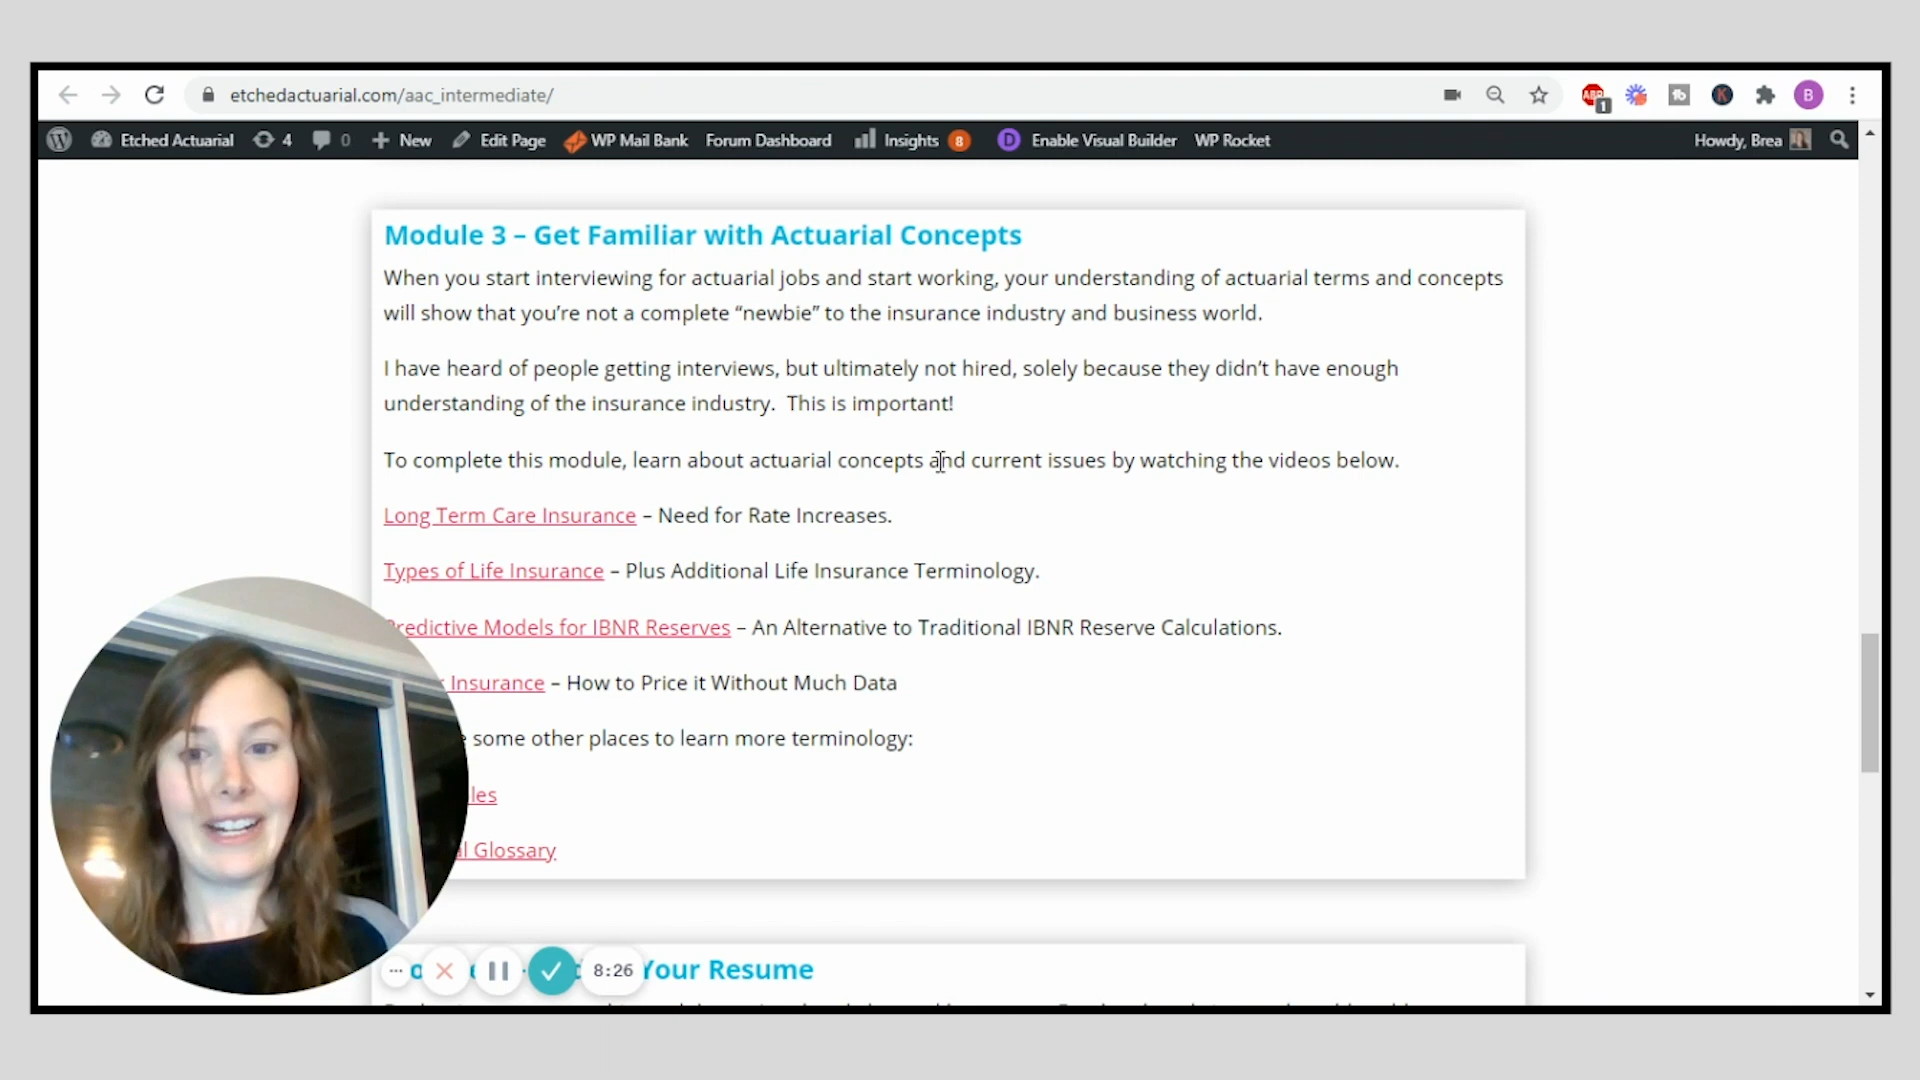 etchedactuarial.com/aac_intermediate/
ABP 1 tb K B
Etched Actuarial 4 0 New Edit Page WP Mail Bank Forum Dashboard Insights 8 D Enable Visual Builder WP Rocket Howdy, Brea
Module 3 – Get Familiar with Actuarial Concepts
When you start interviewing for actuarial jobs and start working, your understanding of actuarial terms and concepts
will show that you’re not a complete “newbie” to the insurance industry and business world.
I have heard of people getting interviews, but ultimately not hired, solely because they didn’t have enough
understanding of the insurance industry. This is important!
To complete this module, learn about actuarial concepts and current issues by watching the videos below.
Long Term Care Insurance – Need for Rate Increases.
Types of Life Insurance – Plus Additional Life Insurance Terminology.
Predictive Models for IBNR Reserves – An Alternative to Traditional IBNR Reserve Calculations.
Insurance – How to Price it Without Much Data
some other places to learn more terminology:
les
al Glossary
8:26
Your Resume